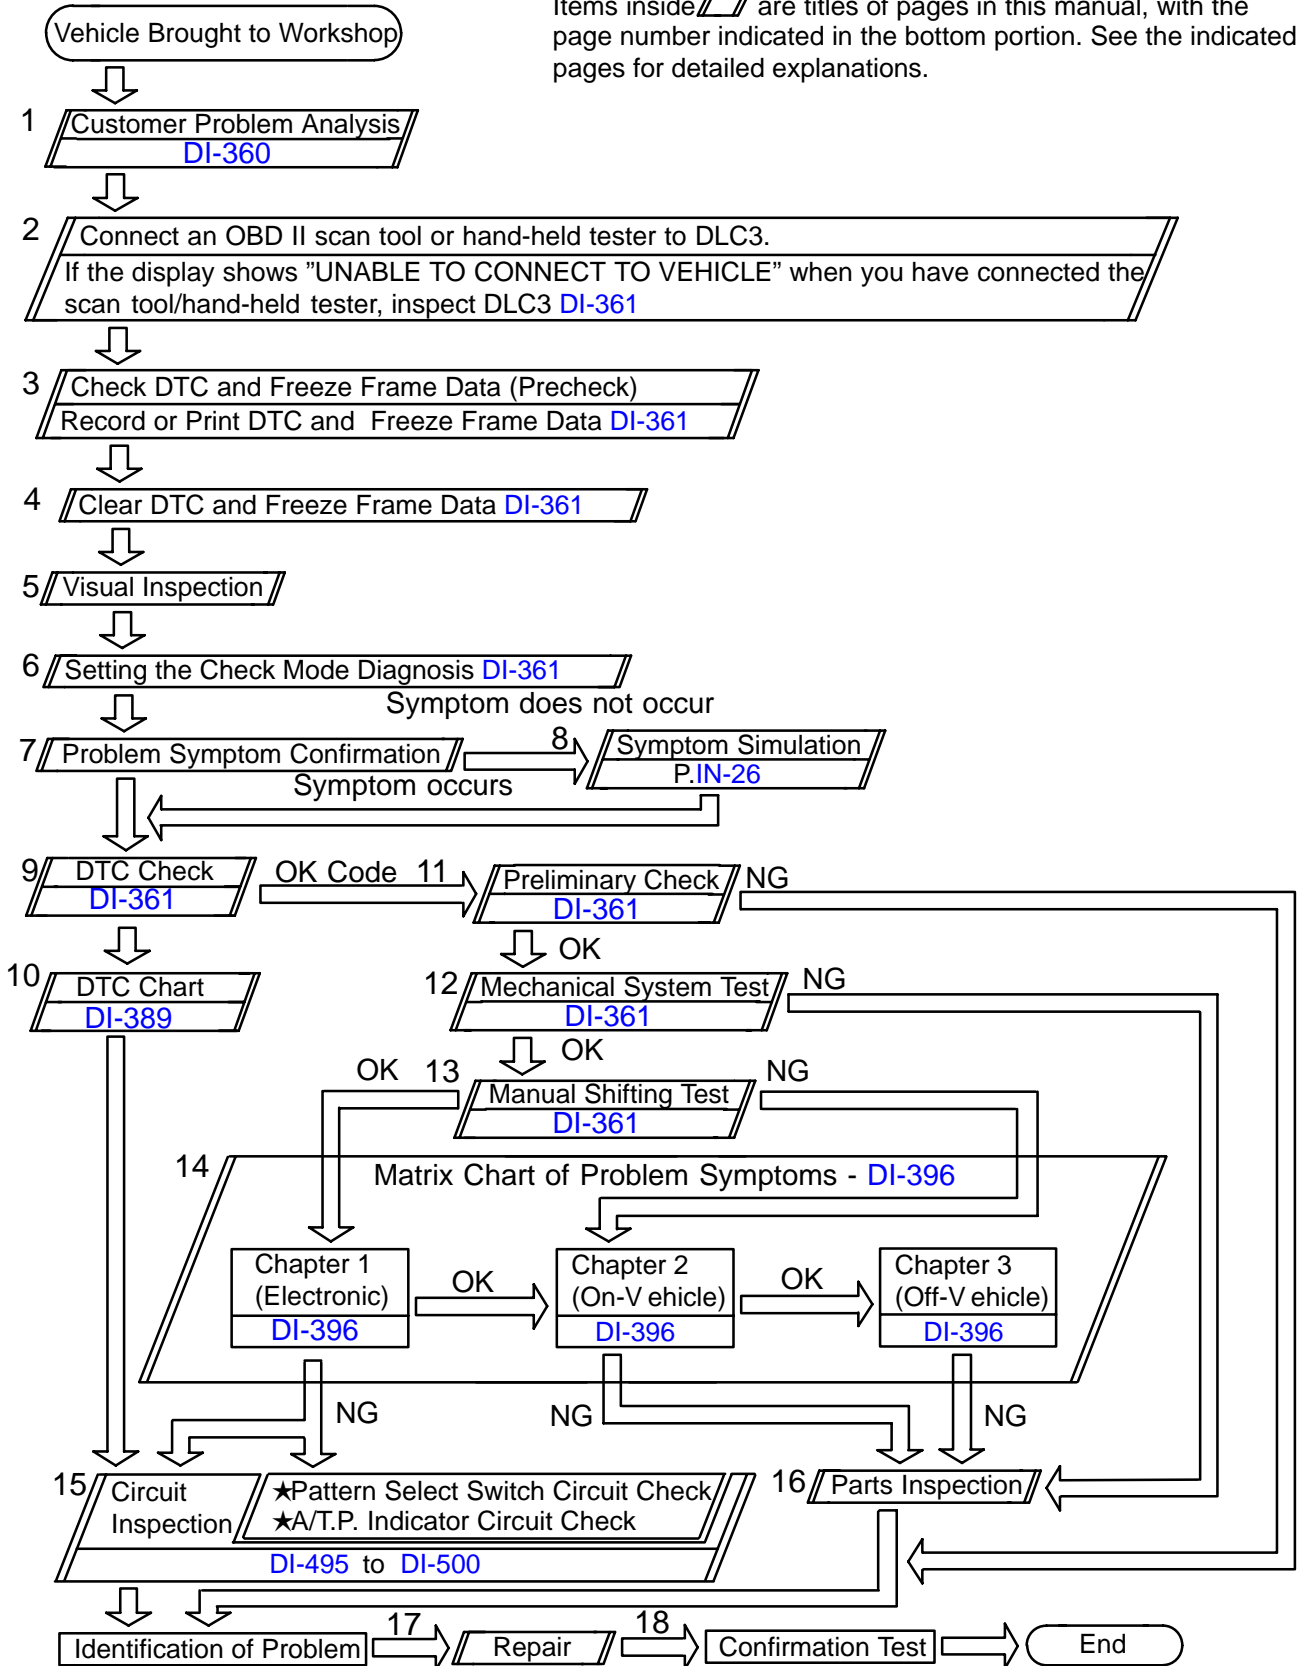 Items inside are titles of pages in this manual, with the
page number indicated in the bottom portion. See the indicated
pages for detailed explanations.
Vehicle Brought to Workshop
1
Customer Problem Analysis
DI-360
2
Connect an OBD II scan tool or hand-held tester to DLC3.
If the display shows ”UNABLE TO CONNECT TO VEHICLE” when you have connected the
scan tool/hand-held tester, inspect DLC3 DI-361
3
Check DTC and Freeze Frame Data (Precheck)
Record or Print DTC and Freeze Frame Data DI-361
4
Clear DTC and Freeze Frame Data DI-361
5
Visual Inspection
6
Setting the Check Mode Diagnosis DI-361
Symptom does not occur
7
Problem Symptom Confirmation
8
Symptom Simulation
P.IN-26
Symptom occurs
9
DTC Check
DI-361
OK Code
11
Preliminary Check
DI-361
NG
OK
10
DTC Chart
DI-389
12
Mechanical System Test
DI-361
NG
OK
OK
13
Manual Shifting Test
DI-361
NG
14
Matrix Chart of Problem Symptoms - DI-396
Chapter 1
(Electronic)
DI-396
OK
Chapter 2
(On-V ehicle)
DI-396
OK
Chapter 3
(Off-V ehicle)
DI-396
NG
NG
NG
15
Circuit
Inspection
★Pattern Select Switch Circuit Check
★A/T.P. Indicator Circuit Check
DI-495 to DI-500
16
Parts Inspection
Identification of Problem
17
Repair
18
Confirmation Test
End